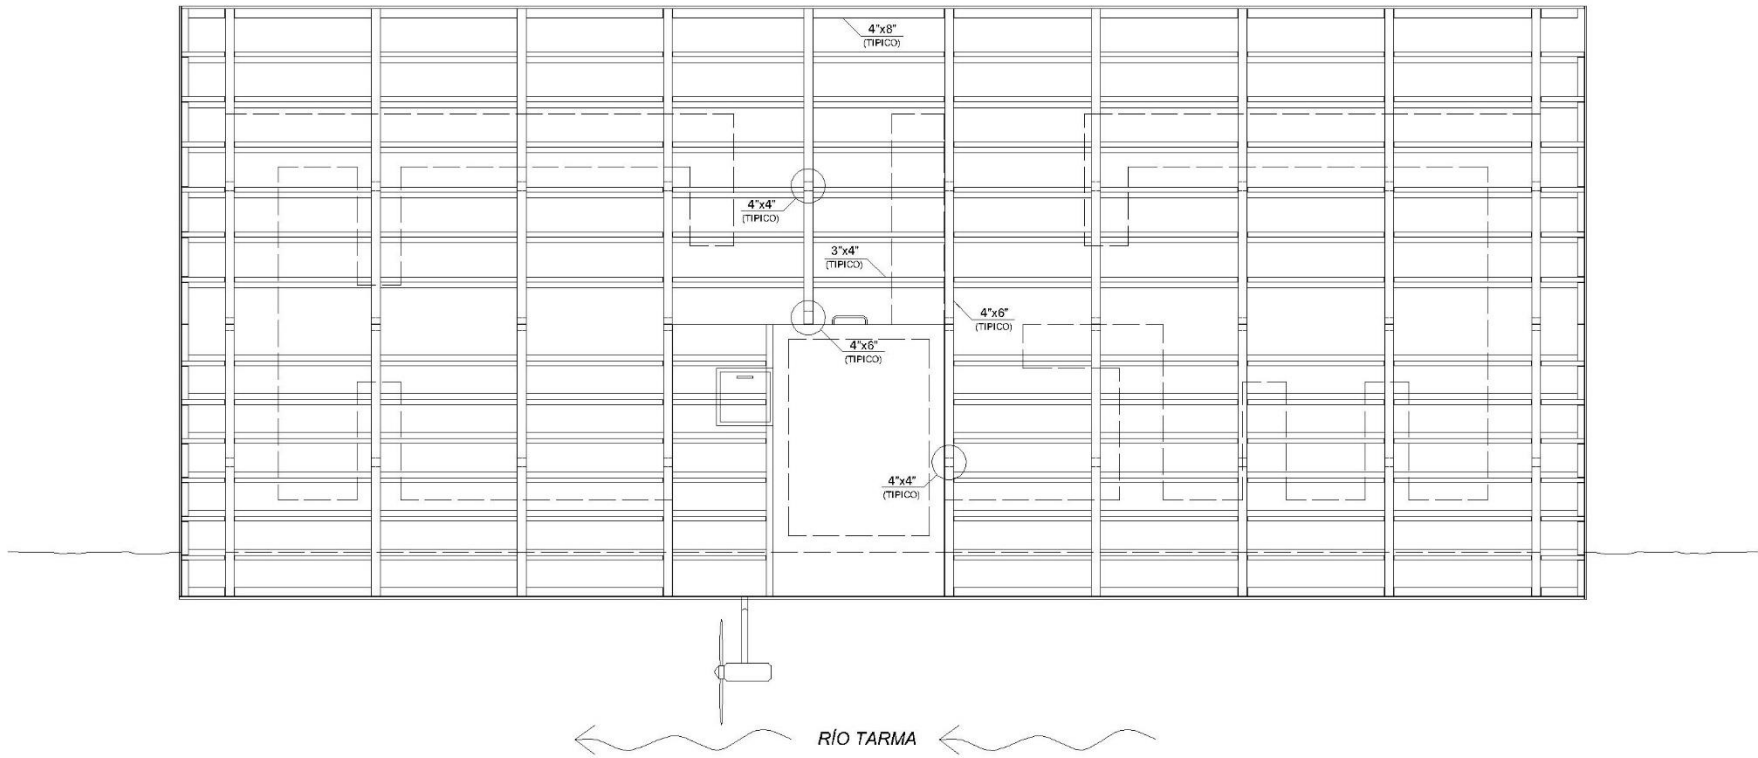 4"x8"
(TIPICO)
4"x4"
(TIPICO)
3"x4"
(TIPICO)
4"x6"
(TIPICO)
4"x6"
(TIPICO)
4"x4"
(TIPICO)
RÍO TARMA